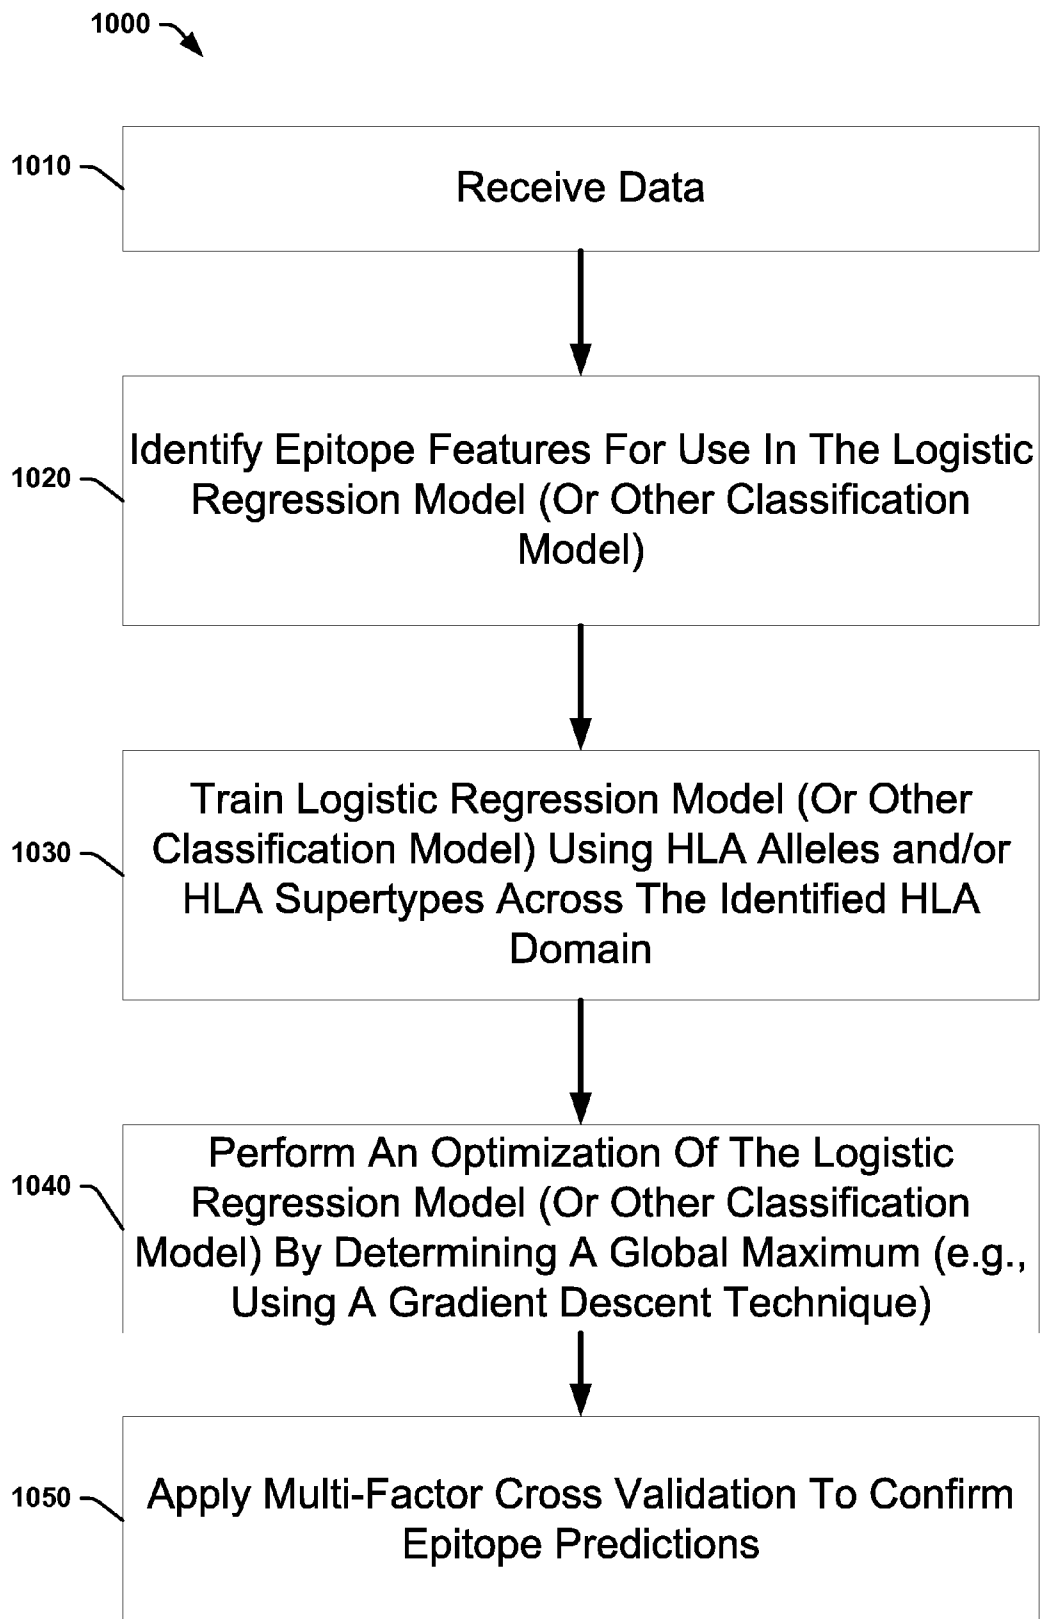 1000
1010
Receive Data
1020
Identify Epitope Features For Use In The Logistic
Regression Model (Or Other Classification
Model)
1030
Train Logistic Regression Model (Or Other
Classification Model) Using HLA Alleles and/or
HLA Supertypes Across The Identified HLA
Domain
1040
Perform An Optimization Of The Logistic
Regression Model (Or Other Classification
Model) By Determining A Global Maximum (e.g.,
Using A Gradient Descent Technique)
1050
Apply Multi-Factor Cross Validation To Confirm
Epitope Predictions